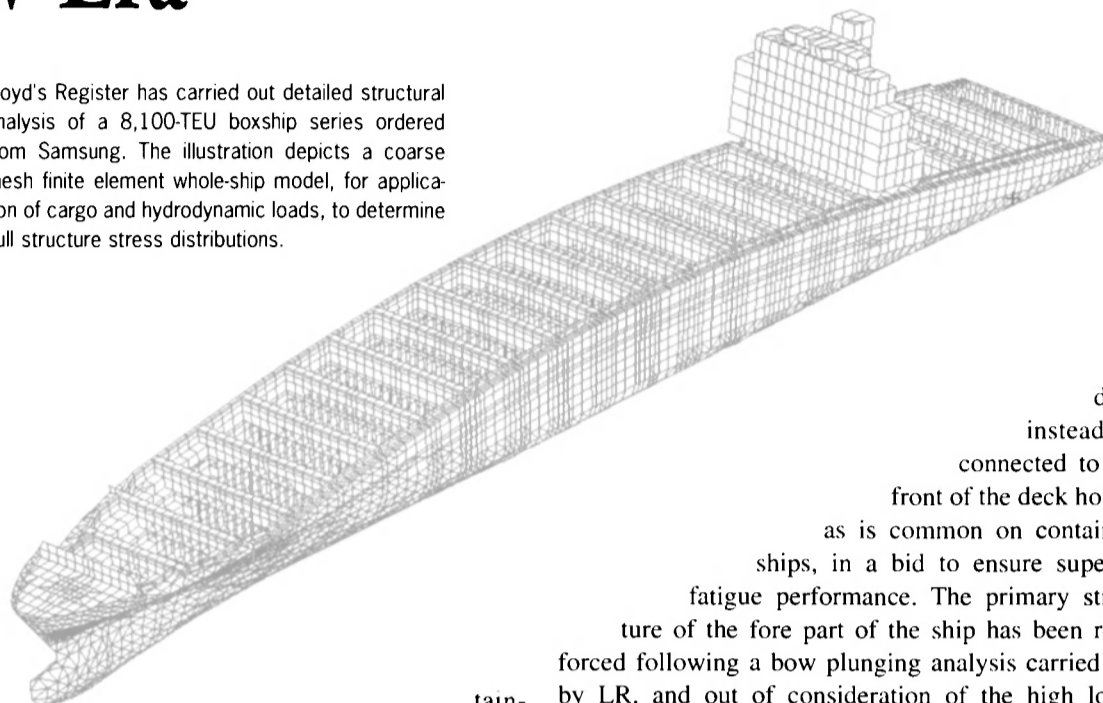 Era
oyd's Register has carried out detailed structural
nalysis of a 8,100-TEU boxship series ordered
om Samsung. The illustration depicts a coarse
esh finite element whole-ship model, for applica-
on of cargo and hydrodynamic loads, to determine
ull structure stress distributions.
d
instead
connected to
front of the deck ho
as is common on contai
ships, in a bid to ensure supe
fatigue performance. The primary st
ture of the fore part of the ship has been r
forced following a bow plunging analysis carried
tain-
by LR, and out of consideration of the high lo